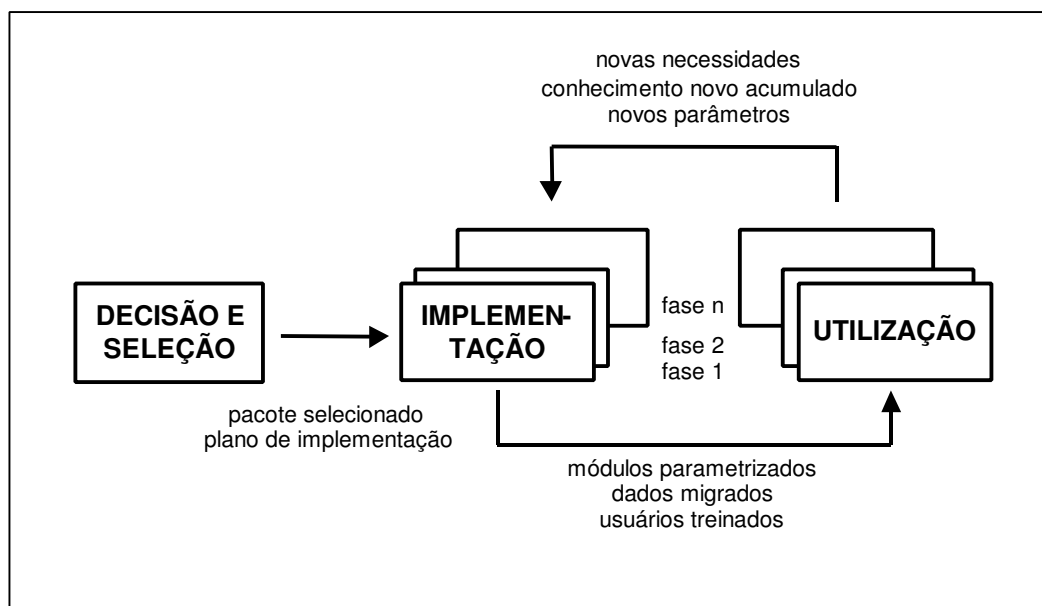 novas necessidades
conhecimento novo acumulado
novos parâmetros
DECISÃO E
SELEÇÃO
IMPLEMEN-
TAÇÃO
fase n
fase 2
fase 1
UTILIZAÇÃO
pacote selecionado
plano de implementação
módulos parametrizados
dados migrados
usuários treinados